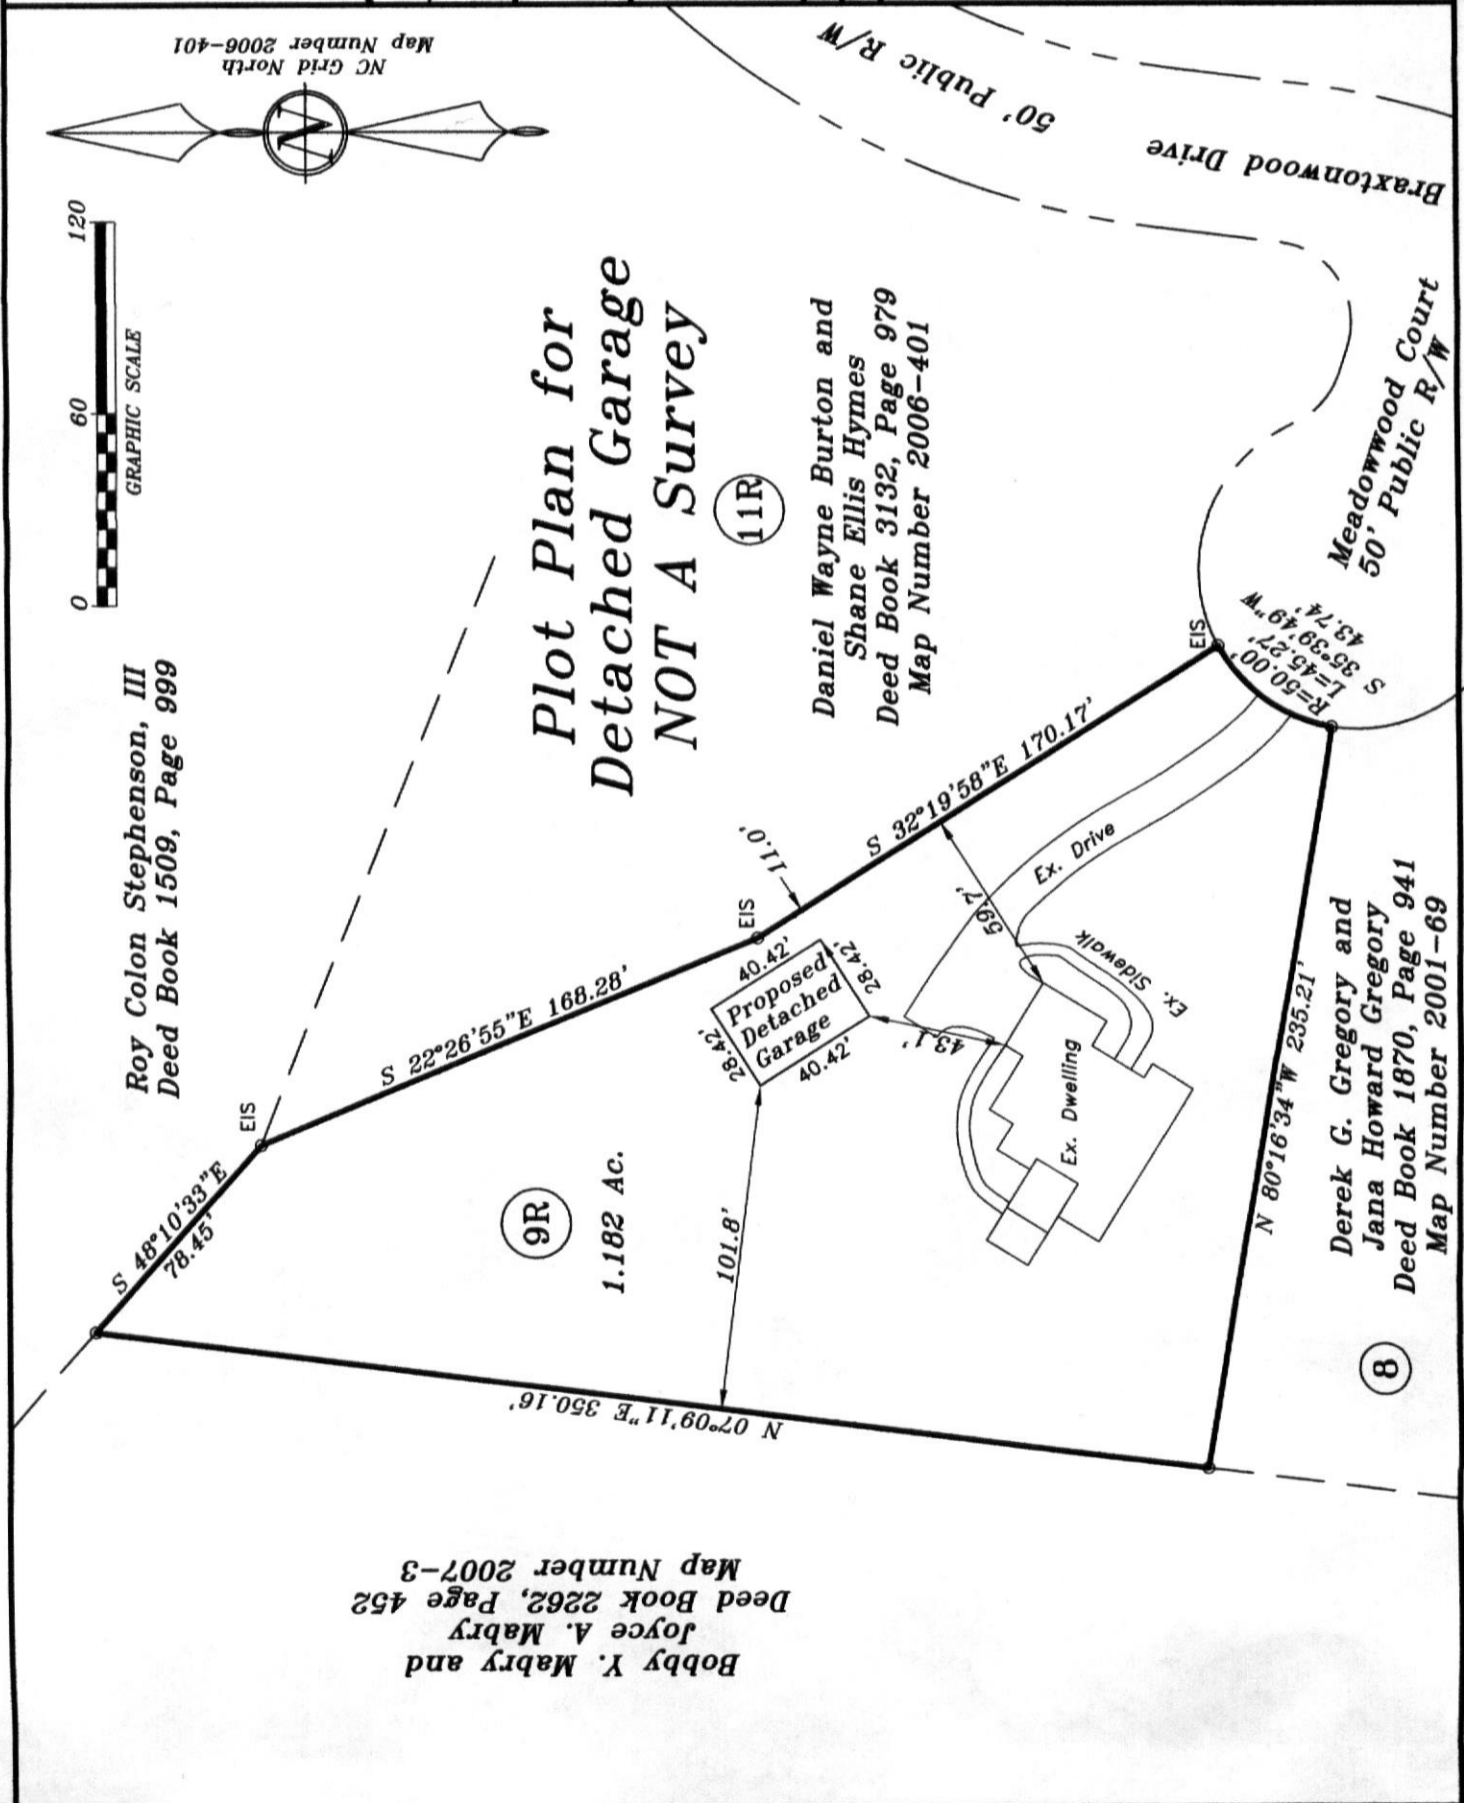 NC Grid North
Map Number 2006-401
0 60 120
GRAPHIC SCALE
Roy Colon Stephenson, III
Deed Book 1509, Page 999
Plot Plan for
Detached Garage
NOT A Survey
11R
Daniel Wayne Burton and
Shane Ellis Hymes
Deed Book 3132, Page 979
Map Number 2006-401
50' Public R/W
Braxtonwood Drive
Meadowwood Court
50' Public R/W
S 48°10'33"E
78.45'
EIS
S 22°26'55"E 168.28'
EIS
11.0'
S 32°19'58"E 170.17'
EIS
R=50.00'
L=45.27'
S 35°39'49"W
43.74'
9R
1.182 Ac.
101.8'
40.42'
28.42'
Proposed
Detached
Garage
28.42'
40.42'
43.1'
59.7'
Ex. Drive
Ex. Sidewalk
Ex. Dwelling
N 80°16'34"W 235.21'
N 07°09'11"E 350.16'
Derek G. Gregory and
Jana Howard Gregory
Deed Book 1870, Page 941
Map Number 2001-69
8
Bobby Y. Mabry and
Joyce A. Mabry
Deed Book 2262, Page 452
Map Number 2007-3